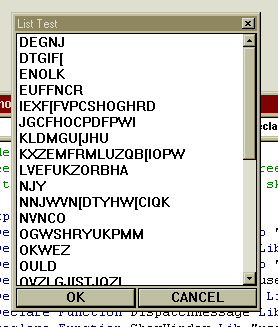 List Test
DEGNJ
DTGIF[
ENOLK
EUFFNCR
IEXF[FVPCSHOGHRD
JGCFHOCPDFPWI
KLDMGU[JHU
KXZEMFRMLUZQB[IOPW
LVEFUKZORBHA
NJY
NNJWVN[DTYHW[CIQK
NVNCO
OGWSHRYUKPMM
OKWEZ
OULD
OK
CANCEL